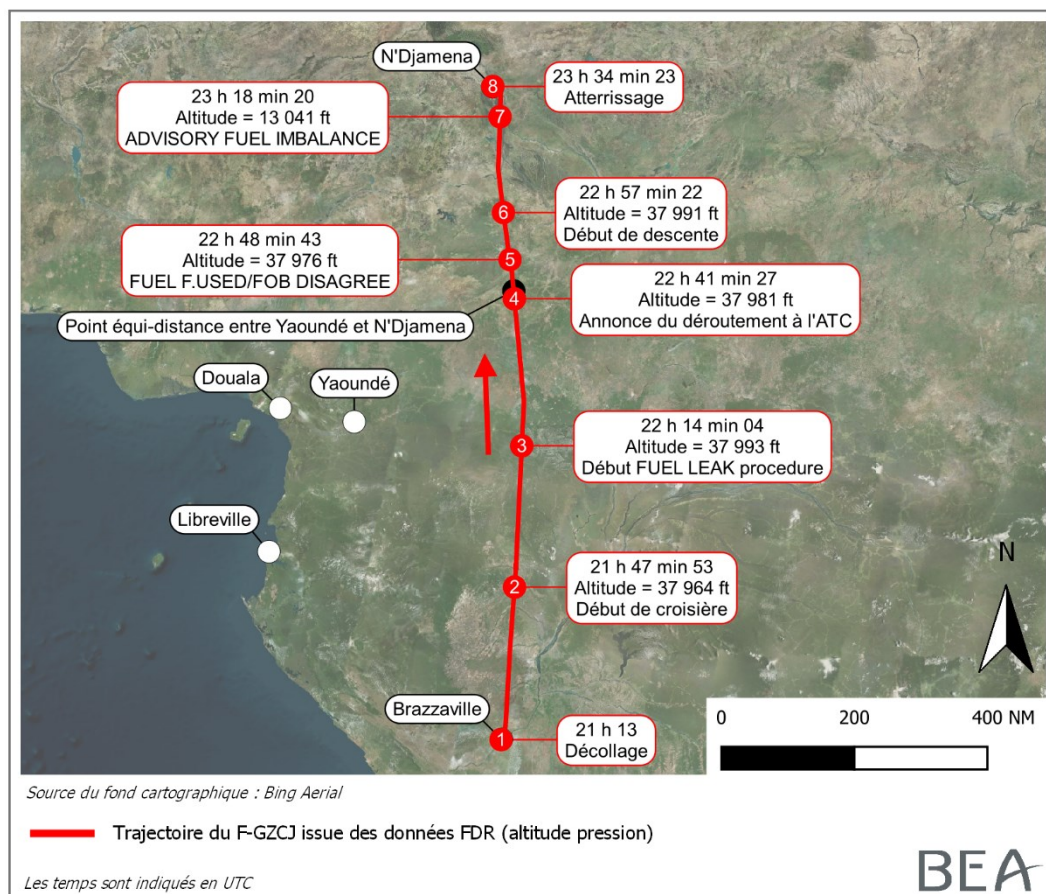 N'Djamena
8
23 h 34 min 23
Atterrissage
23 h 18 min 20
Altitude = 13 041 ft
ADVISORY FUEL IMBALANCE
7
22 h 57 min 22
Altitude = 37 991 ft
Début de descente
6
22 h 48 min 43
Altitude = 37 976 ft
FUEL F.USED/FOB DISAGREE
5
22 h 41 min 27
Altitude = 37 981 ft
Annonce du déroutement à l'ATC
4
Point équi-distance entre Yaoundé et N'Djamena
Douala
Yaoundé
22 h 14 min 04
Altitude = 37 993 ft
Début FUEL LEAK procedure
3
Libreville
N
21 h 47 min 53
Altitude = 37 964 ft
Début de croisière
2
Brazzaville
1
21 h 13
Décollage
0 200 400 NM
Source du fond cartographique : Bing Aerial
Trajectoire du F-GZCJ issue des données FDR (altitude pression)
Les temps sont indiqués en UTC
BEA